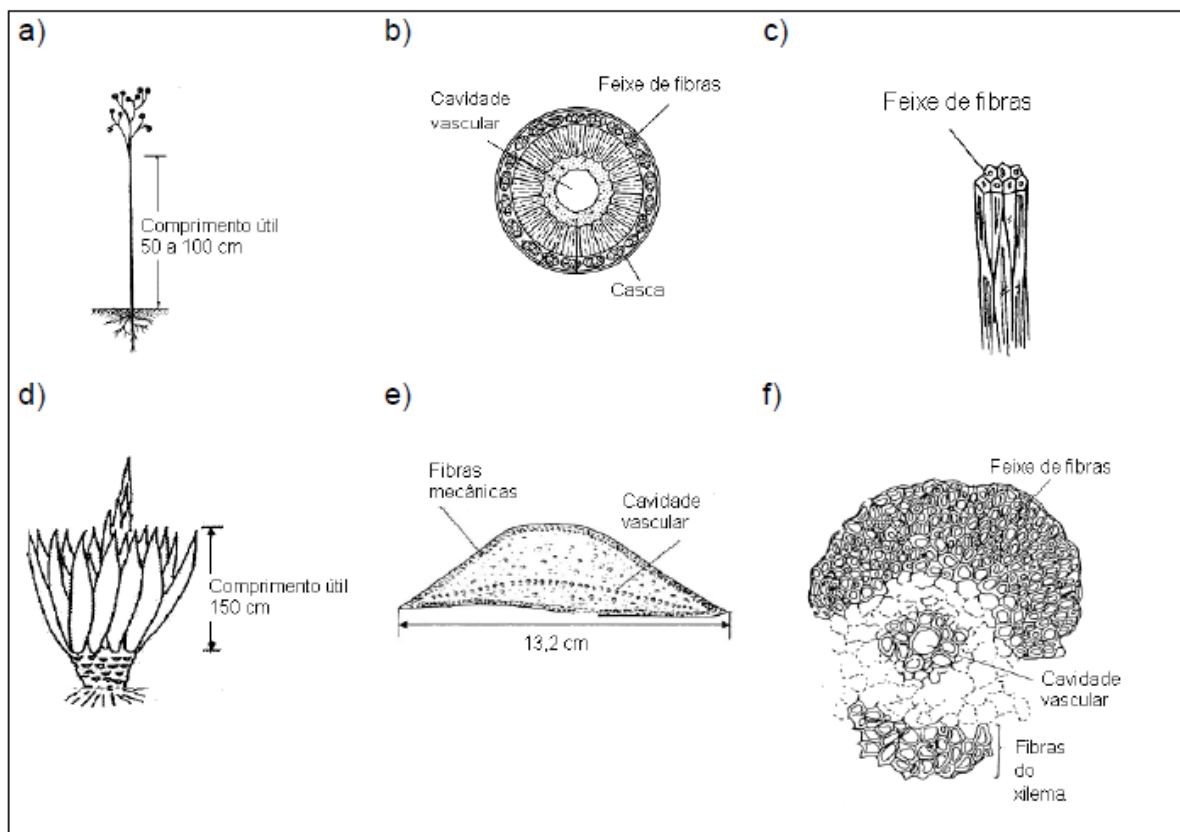 a)
b)
c)
Cavidade
vascular
Feixe de fibras
Casca
Feixe de fibras
Comprimento útil
50 a 100 cm
d)
e)
f)
Comprimento útil
150 cm
Fibras
mecânicas
Cavidade
vascular
13,2 cm
Feixe de fibras
Cavidade
vascular
Fibras
do
xilema